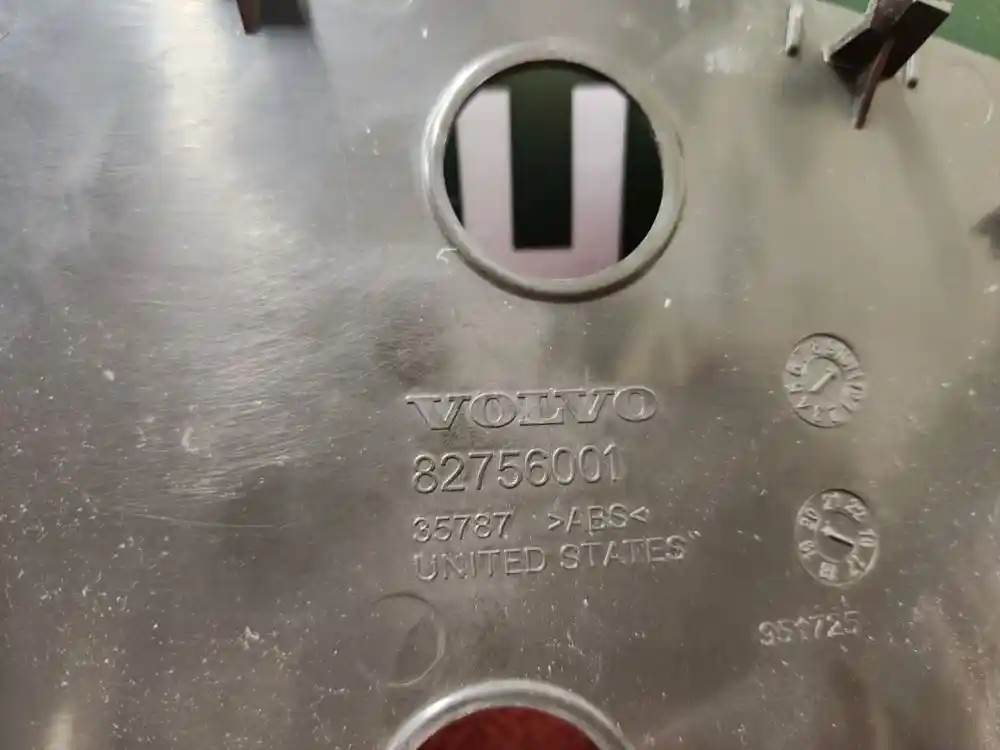 VOLVO
82756001
35787 >ABS<
UNITED STATES
951725